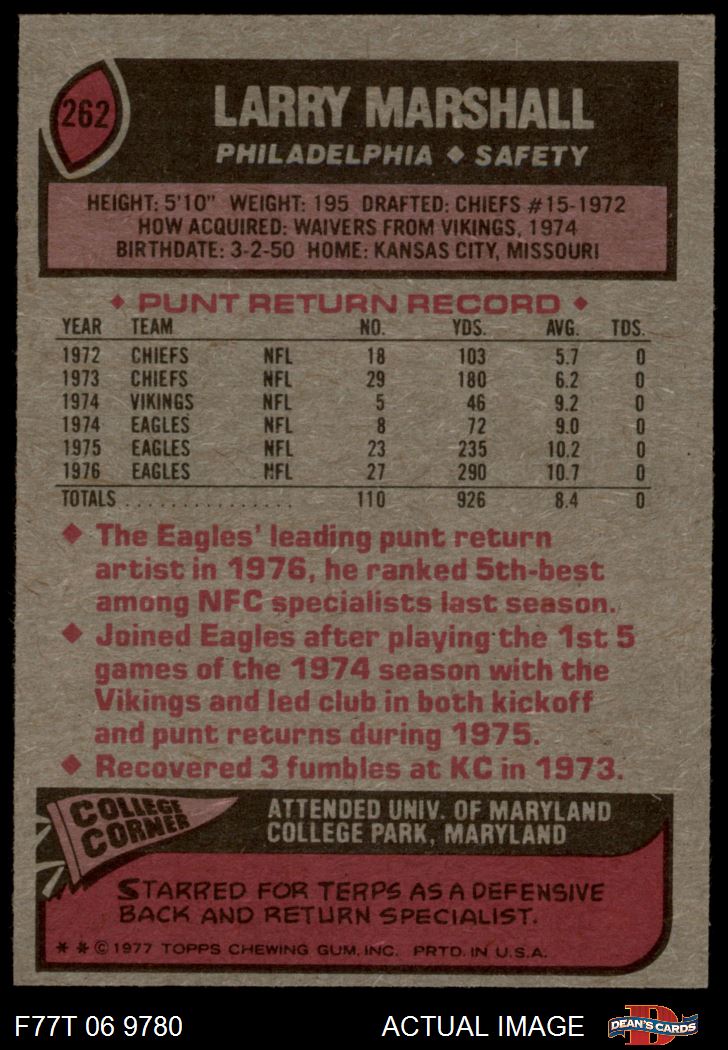 262
LARRY MARSHALL
PHILADELPHIA ◆ SAFETY
HEIGHT: 5'10" WEIGHT: 195 DRAFTED: CHIEFS #15-1972
HOW ACQUIRED: WAIVERS FROM VIKINGS, 1974
BIRTHDATE: 3-2-50 HOME: KANSAS CITY, MISSOURI
◆ PUNT RETURN RECORD ◆
YEAR TEAM NO. YDS. AVG. TDS.
1972 CHIEFS NFL 18 103 5.7 0
1973 CHIEFS NFL 29 180 6.2 0
1974 VIKINGS NFL 5 46 9.2 0
1974 EAGLES NFL 8 72 9.0 0
1975 EAGLES NFL 23 235 10.2 0
1976 EAGLES NFL 27 290 10.7 0
TOTALS . . . . . . . . . . . . . . . 110 926 8.4 0
◆ The Eagles' leading punt return
artist in 1976, he ranked 5th-best
among NFC specialists last season.
◆ Joined Eagles after playing the 1st 5
games of the 1974 season with the
Vikings and led club in both kickoff
and punt returns during 1975.
◆ Recovered 3 fumbles at KC in 1973.
COLLEGE
CORNER
ATTENDED UNIV. OF MARYLAND
COLLEGE PARK, MARYLAND
STARRED FOR TERPS AS A DEFENSIVE
BACK AND RETURN SPECIALIST.
* * © 1977 TOPPS CHEWING GUM, INC. PRTD. IN U.S.A.
F77T 06 9780
ACTUAL IMAGE
D
DEAN'S CARDS